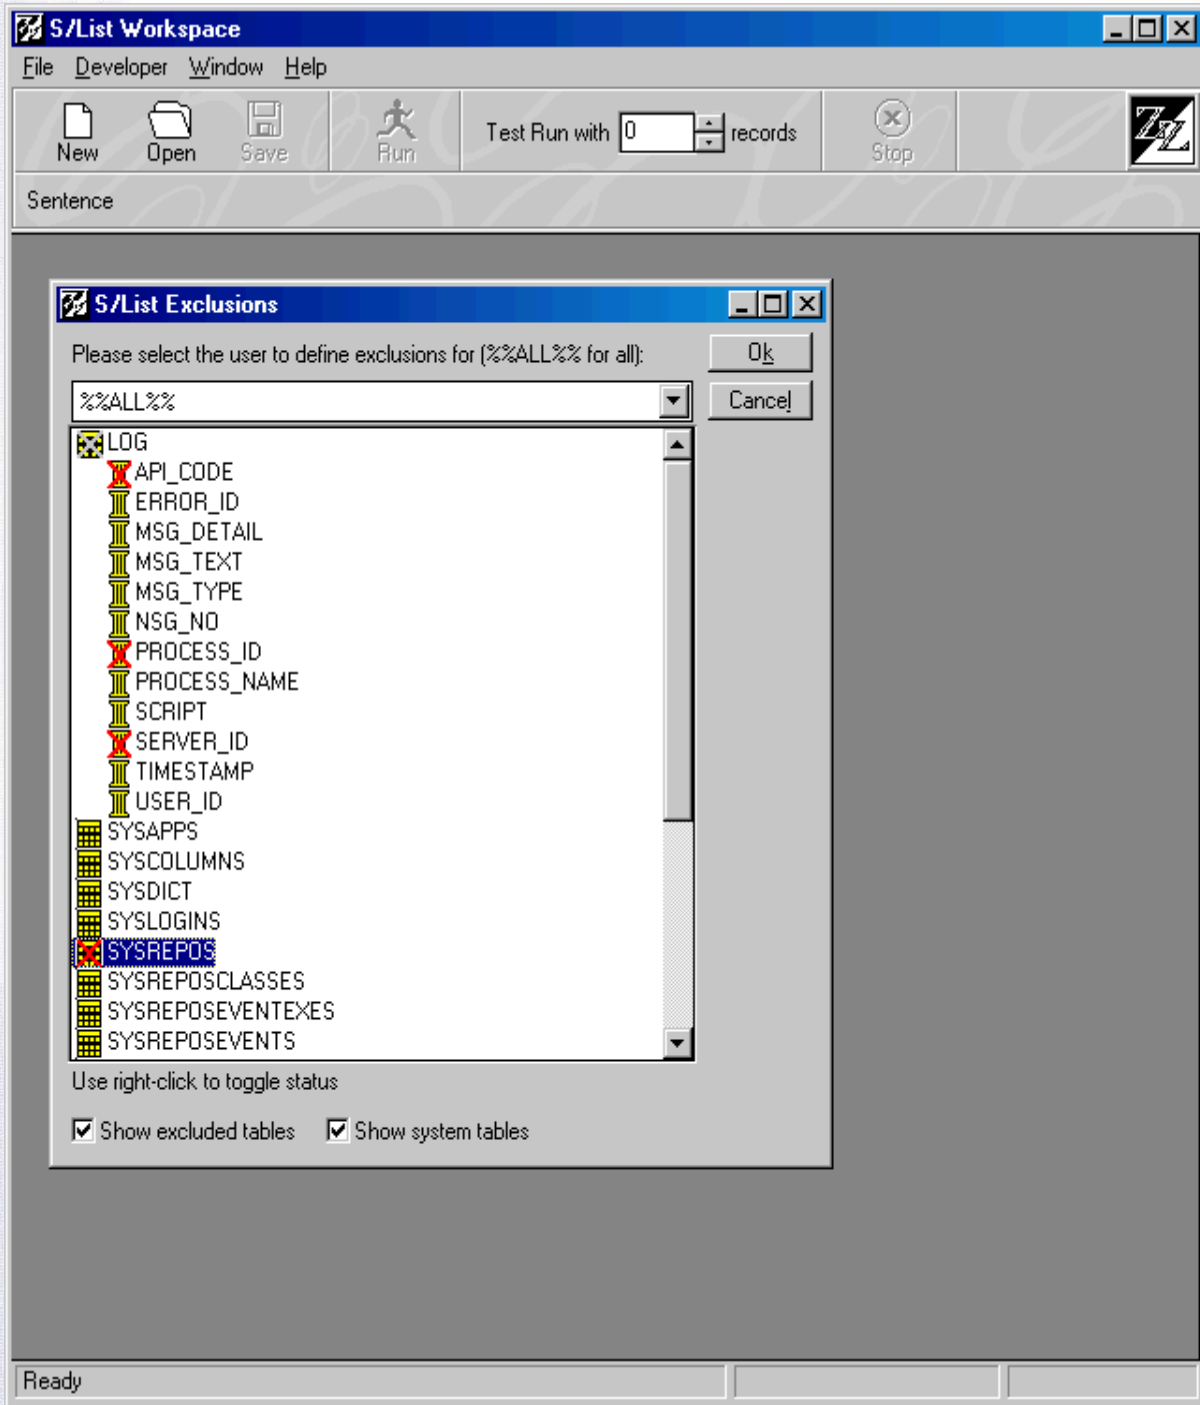 S/List Workspace
File Developer Window Help
New Open Save Run Test Run with 0 records Stop
Sentence
S/List Exclusions
Please select the user to define exclusions for (%%ALL%% for all):
Ok
%%ALL%%
Cancel
LOG
API_CODE
ERROR_ID
MSG_DETAIL
MSG_TEXT
MSG_TYPE
NSG_NO
PROCESS_ID
PROCESS_NAME
SCRIPT
SERVER_ID
TIMESTAMP
USER_ID
SYSAPPS
SYSCOLUMNS
SYSDICT
SYSLOGINS
SYSREPOS
SYSREPOSCLASSES
SYSREPOSEVENTEXES
SYSREPOSEVENTS
Use right-click to toggle status
Show excluded tables Show system tables
Ready